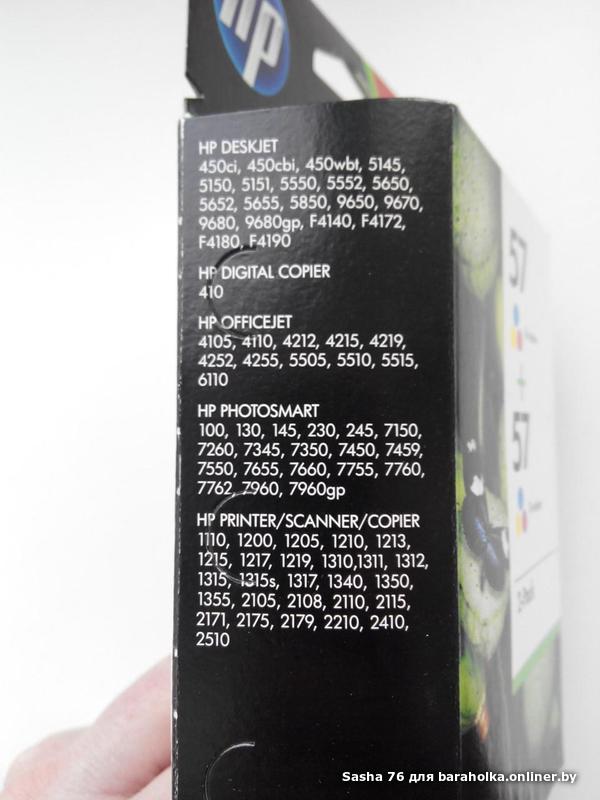 hp
HP DESKJET
450ci, 450cbi, 450wbt, 5145,
5150, 5151, 5550, 5552, 5650,
5652, 5655, 5850, 9650, 9670,
9680, 9680gp, F4140, F4172,
F4180, F4190
HP DIGITAL COPIER
410
HP OFFICEJET
4105, 4110, 4212, 4215, 4219,
4252, 4255, 5505, 5510, 5515,
6110
HP PHOTOSMART
100, 130, 145, 230, 245, 7150,
7260, 7345, 7350, 7450, 7459,
7550, 7655, 7660, 7755, 7760,
7762, 7960, 7960gp
HP PRINTER/SCANNER/COPIER
1110, 1200, 1205, 1210, 1213,
1215, 1217, 1219, 1310,1311, 1312,
1315, 1315s, 1317, 1340, 1350,
1355, 2105, 2108, 2110, 2115,
2171, 2175, 2179, 2210, 2410,
2510
57
+
57
Sasha 76 для baraholka.onliner.by